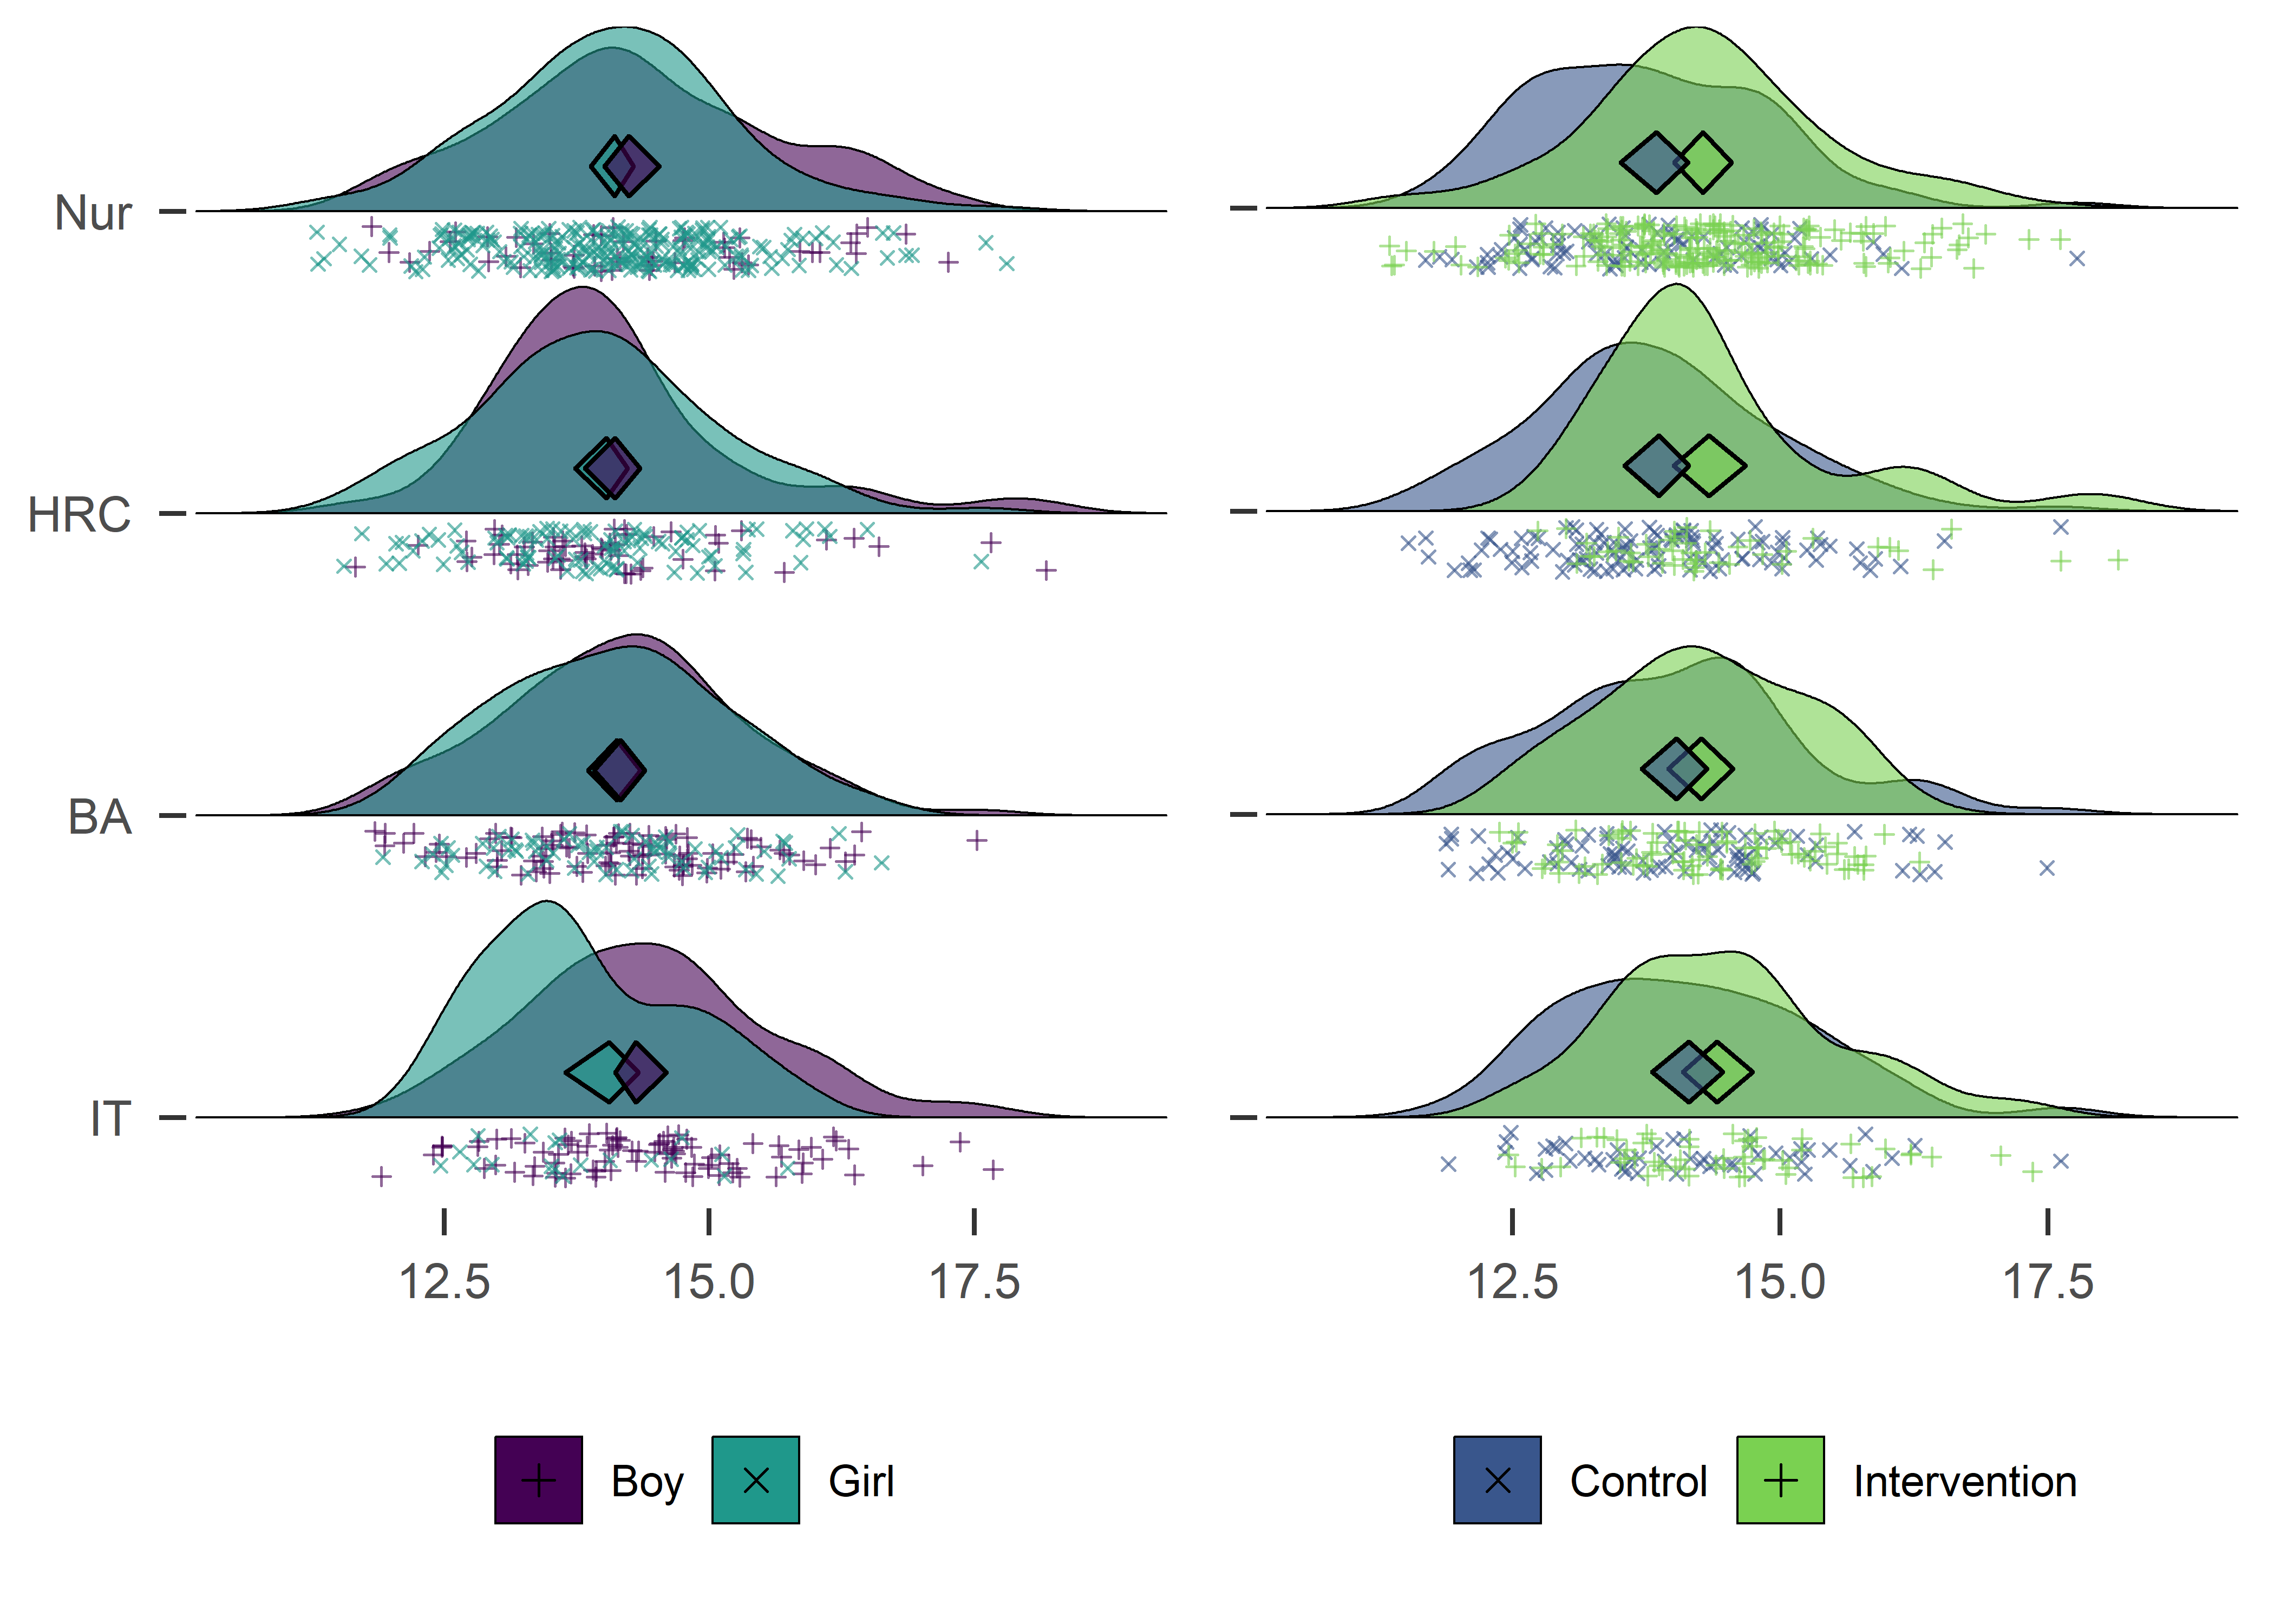 Nur
HRC
BA
IT
12.5 15.0 17.5 12.5 15.0 17.5
Boy Girl Control Intervention